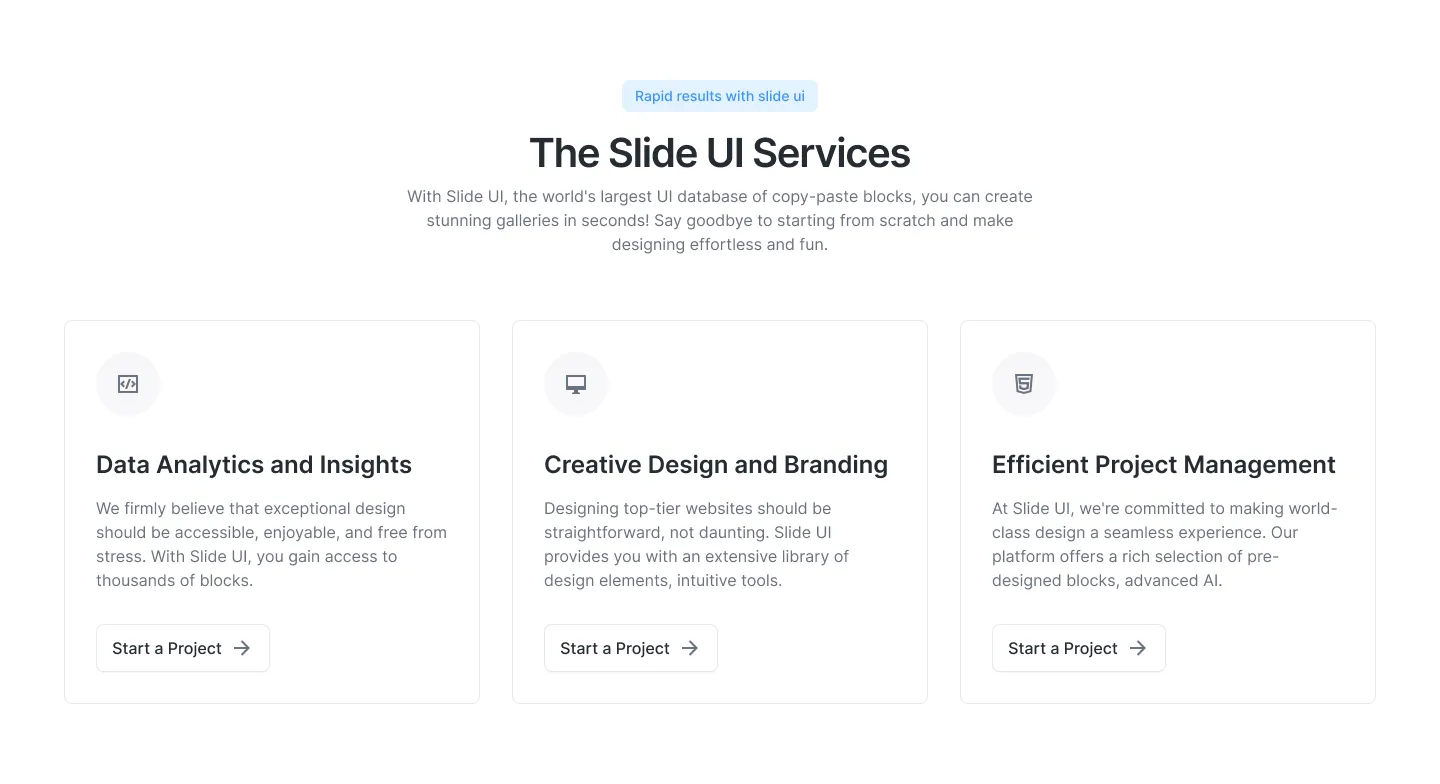 Rapid results with slide ui
The Slide UI Services
With Slide UI, the world's largest UI database of copy-paste blocks, you can create
stunning galleries in seconds! Say goodbye to starting from scratch and make
designing effortless and fun.
Data Analytics and Insights
We firmly believe that exceptional design
should be accessible, enjoyable, and free from
stress. With Slide UI, you gain access to
thousands of blocks.
Start a Project
Creative Design and Branding
Designing top-tier websites should be
straightforward, not daunting. Slide UI
provides you with an extensive library of
design elements, intuitive tools.
Start a Project
Efficient Project Management
At Slide UI, we're committed to making world-
class design a seamless experience. Our
platform offers a rich selection of pre-
designed blocks, advanced AI.
Start a Project